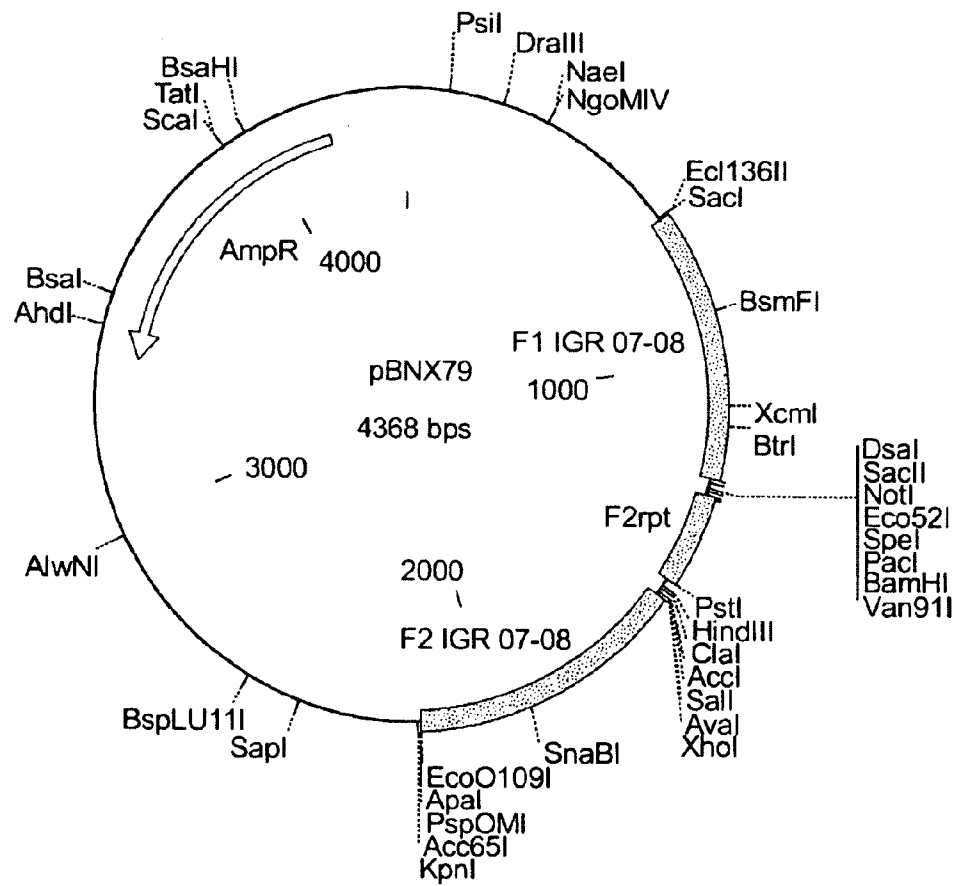 PsiI
DraIII
NaeI
NgoMIV
BsaHI
TatI
ScaI
Ecl136II
SacI
AmpR
4000
BsaI
AhdI
BsmFI
F1 IGR 07-08
pBNX79
1000
4368 bps
XcmI
BtrI
3000
DsaI
SacII
NotI
Eco52I
SpeI
PacI
BamHI
Van91I
F2rpt
AlwNI
2000
PstI
HindIII
ClaI
AccI
SalI
AvaI
XhoI
F2 IGR 07-08
BspLU11I
SapI
SnaBI
EcoO109I
ApaI
PspOMI
Acc65I
KpnI